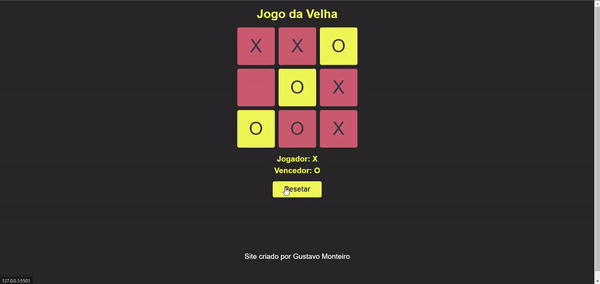 Jogo da Velha
X X O
O X
O O X
Jogador: X
Vencedor: O
Resetar
Site criado por Gustavo Monteiro
127.0.0.1:5501